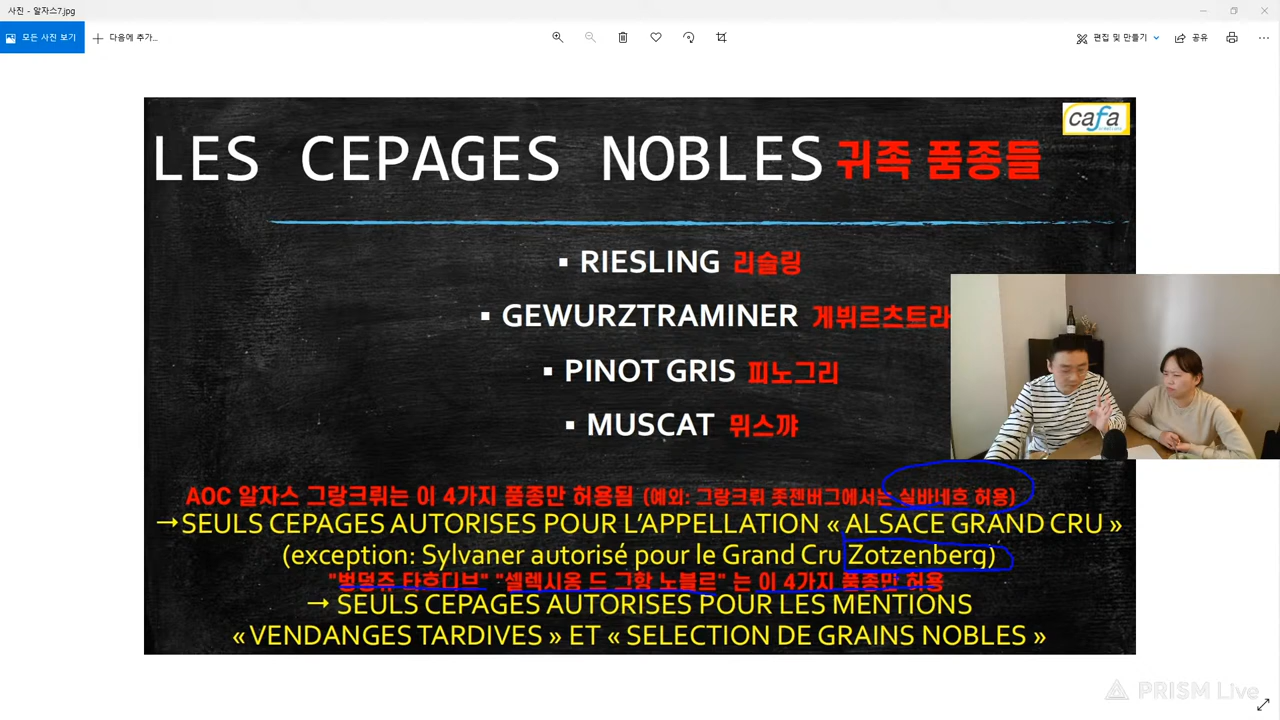 사진 - 알자스7.jpg
모든 사진 보기
다음에 추가...
편집 및 만들기
공유
cafa
LES CEPAGES NOBLES 귀족 품종들
▪ RIESLING 리슬링
▪ GEWURZTRAMINER 게뷔르츠트라
▪ PINOT GRIS 피노그리
▪ MUSCAT 뮈스꺄
AOC 알자스 그랑크뤼는 이 4가지 품종만 허용됨 (예외: 그랑크뤼 좃젠버그에서는 실바네흐 허용)
→SEULS CEPAGES AUTORISES POUR L'APPELLATION « ALSACE GRAND CRU »
(exception: Sylvaner autorisé pour le Grand Cru Zotzenberg)
"벙덩쥬 타흐디브" "셀렉시옹 드 그항 노블르" 는 이 4가지 품종만 허용
→ SEULS CEPAGES AUTORISES POUR LES MENTIONS
« VENDANGES TARDIVES » ET « SELECTION DE GRAINS NOBLES »
PRISM Live